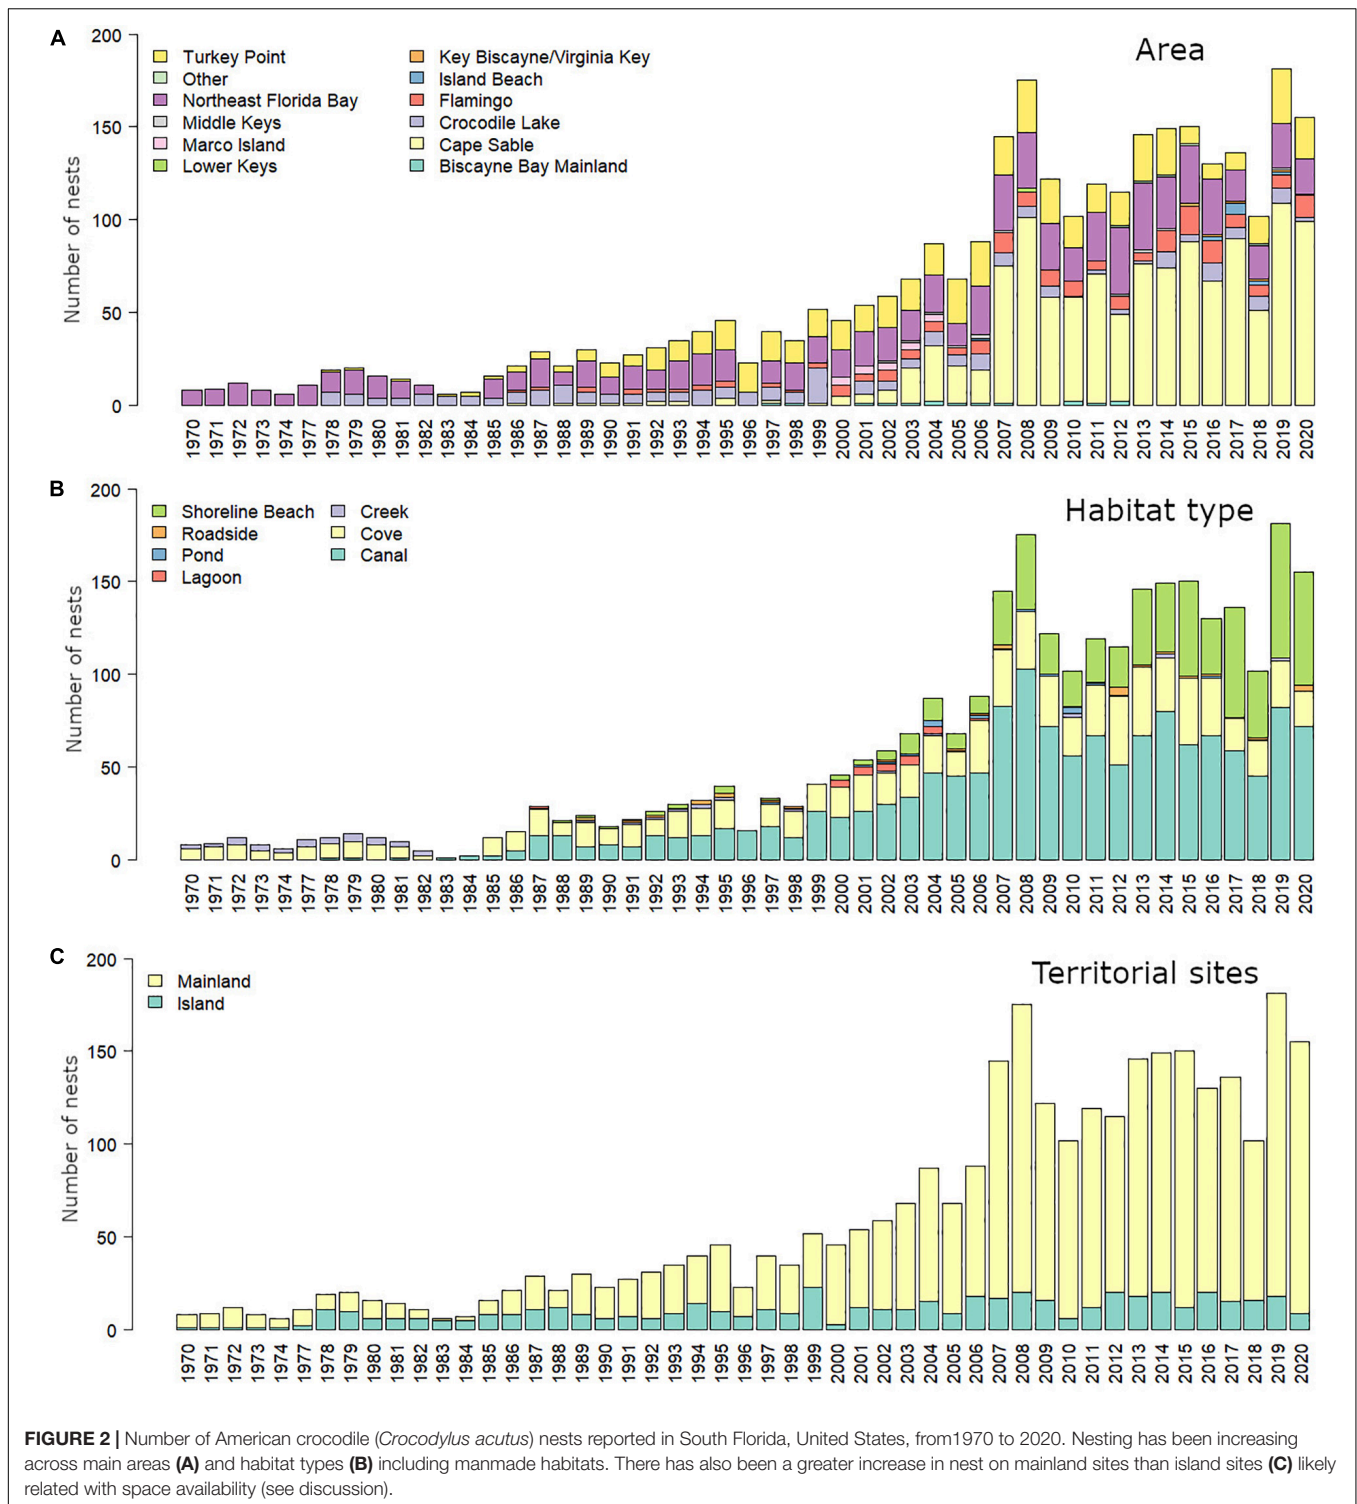 A
Area
200
150
100
50
0
Number of nests
Turkey Point
Other
Northeast Florida Bay
Middle Keys
Marco Island
Lower Keys
Key Biscayne/Virginia Key
Island Beach
Flamingo
Crocodile Lake
Cape Sable
Biscayne Bay Mainland
1970 1971 1972 1973 1974 1977 1978 1979 1980 1981 1982 1983 1984 1985 1986 1987 1988 1989 1990 1991 1992 1993 1994 1995 1996 1997 1998 1999 2000 2001 2002 2003 2004 2005 2006 2007 2008 2009 2010 2011 2012 2013 2014 2015 2016 2017 2018 2019 2020
B
Habitat type
200
150
100
50
0
Number of nests
Shoreline Beach
Roadside
Pond
Lagoon
Creek
Cove
Canal
1970 1971 1972 1973 1974 1977 1978 1979 1980 1981 1982 1983 1984 1985 1986 1987 1988 1989 1990 1991 1992 1993 1994 1995 1996 1997 1998 1999 2000 2001 2002 2003 2004 2005 2006 2007 2008 2009 2010 2011 2012 2013 2014 2015 2016 2017 2018 2019 2020
C
Territorial sites
200
150
100
50
0
Number of nests
Mainland
Island
1970 1971 1972 1973 1974 1977 1978 1979 1980 1981 1982 1983 1984 1985 1986 1987 1988 1989 1990 1991 1992 1993 1994 1995 1996 1997 1998 1999 2000 2001 2002 2003 2004 2005 2006 2007 2008 2009 2010 2011 2012 2013 2014 2015 2016 2017 2018 2019 2020
FIGURE 2 | Number of American crocodile (Crocodylus acutus) nests reported in South Florida, United States, from1970 to 2020. Nesting has been increasing
across main areas (A) and habitat types (B) including manmade habitats. There has also been a greater increase in nest on mainland sites than island sites (C) likely
related with space availability (see discussion).